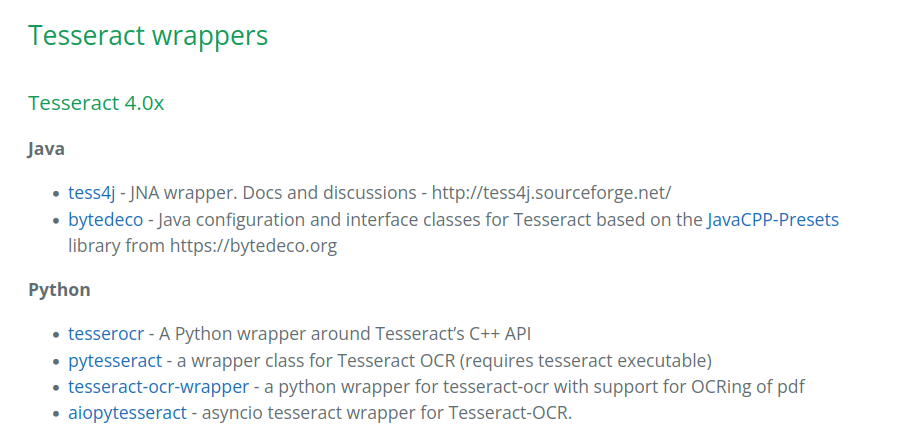 Tesseract wrappers
Tesseract 4.0x
Java
• tess4j - JNA wrapper. Docs and discussions - http://tess4j.sourceforge.net/
• bytedeco - Java configuration and interface classes for Tesseract based on the JavaCPP-Presets
library from https://bytedeco.org
Python
• tesserocr - A Python wrapper around Tesseract’s C++ API
• pytesseract - a wrapper class for Tesseract OCR (requires tesseract executable)
• tesseract-ocr-wrapper - a python wrapper for tesseract-ocr with support for OCRing of pdf
• aiopytesseract - asyncio tesseract wrapper for Tesseract-OCR.